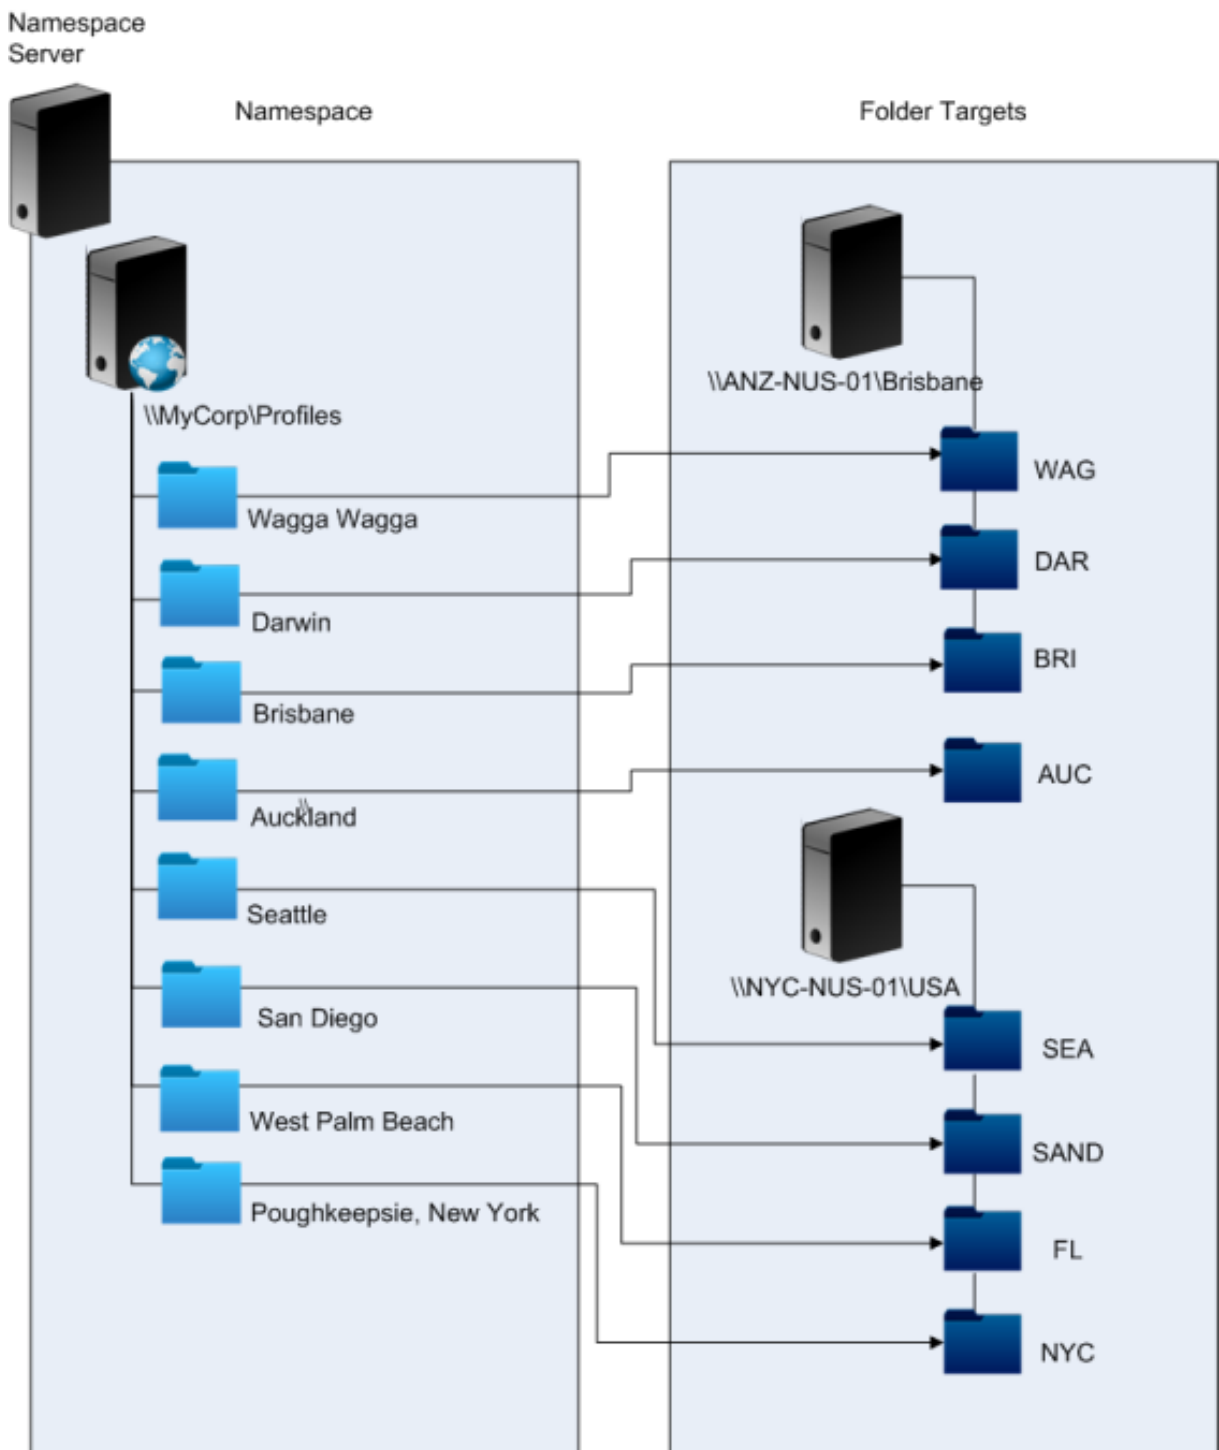 Namespace
Server
Namespace
Folder Targets
\\ANZ-NUS-01\Brisbane
\\MyCorp\Profiles
WAG
Wagga Wagga
DAR
Darwin
BRI
Brisbane
AUC
\\
Auckland
Seattle
\\NYC-NUS-01\USA
San Diego
SEA
West Palm Beach
SAND
Poughkeepsie, New York
FL
NYC